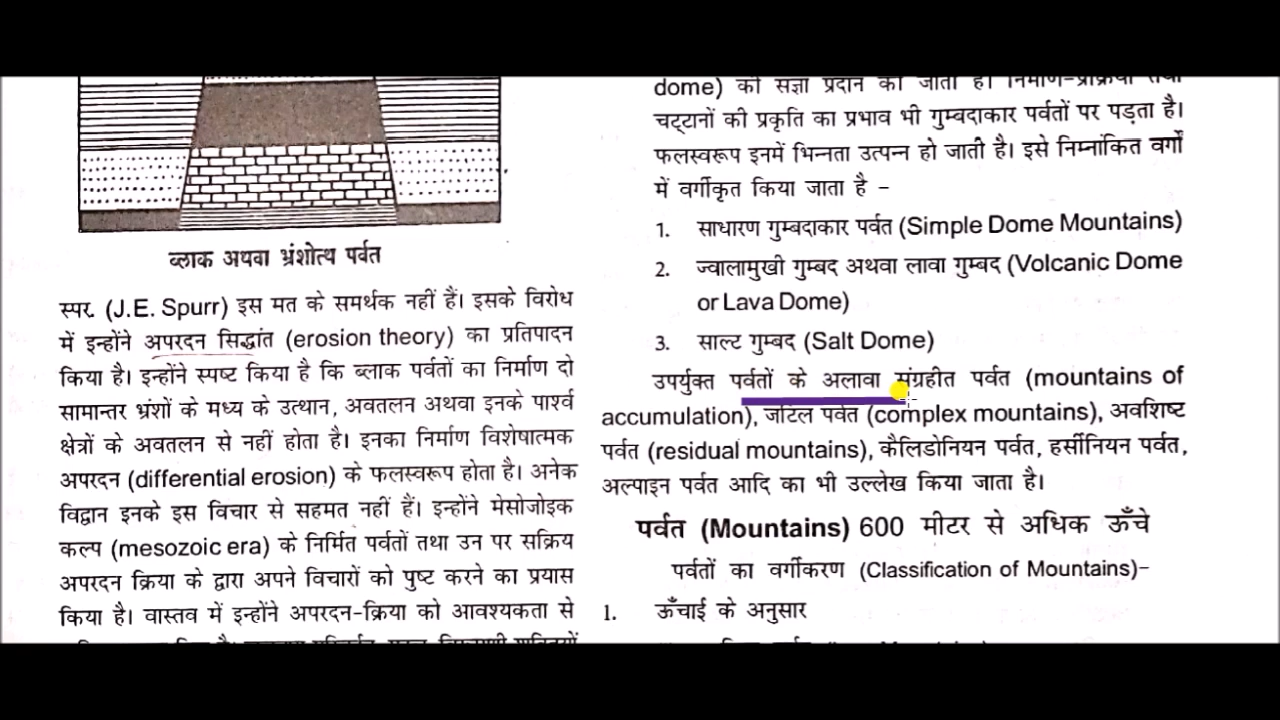 ब्लाक अथवा भ्रंशोत्थ पर्वत
स्पर. (J.E. Spurr) इस मत के समर्थक नहीं हैं। इसके विरोध
में इन्होंने अपरदन सिद्धांत (erosion theory) का प्रतिपादन
किया है। इन्होंने स्पष्ट किया है कि ब्लाक पर्वतों का निर्माण दो
सामान्तर भ्रंशों के मध्य के उत्थान, अवतलन अथवा इनके पार्श्व
क्षेत्रों के अवतलन से नहीं होता है। इनका निर्माण विशेषात्मक
अपरदन (differential erosion) के फलस्वरूप होता है। अनेक
विद्वान इनके इस विचार से सहमत नहीं हैं। इन्होंने मेसोजोइक
कल्प (mesozoic era) के निर्मित पर्वतों तथा उन पर सक्रिय
अपरदन क्रिया के द्वारा अपने विचारों को पुष्ट करने का प्रयास
किया है। वास्तव में इन्होंने अपरदन-क्रिया को आवश्यकता से
dome) की संज्ञा प्रदान की जाती है। निर्माण-प्रक्रिया तथा
चट्टानों की प्रकृति का प्रभाव भी गुम्बदाकार पर्वतों पर पड़ता है।
फलस्वरूप इनमें भिन्नता उत्पन्न हो जाती है। इसे निम्नांकित वर्गों
में वर्गीकृत किया जाता है –
1. साधारण गुम्बदाकार पर्वत (Simple Dome Mountains)
2. ज्वालामुखी गुम्बद अथवा लावा गुम्बद (Volcanic Dome
or Lava Dome)
3. साल्ट गुम्बद (Salt Dome)
उपर्युक्त पर्वतों के अलावा संग्रहीत पर्वत (mountains of
accumulation), जटिल पर्वत (complex mountains), अवशिष्ट
पर्वत (residual mountains), कैलिडोनियन पर्वत, हर्सीनियन पर्वत,
अल्पाइन पर्वत आदि का भी उल्लेख किया जाता है।
पर्वत (Mountains) 600 मीटर से अधिक ऊँचे
पर्वतों का वर्गीकरण (Classification of Mountains)–
1. ऊँचाई के अनुसार